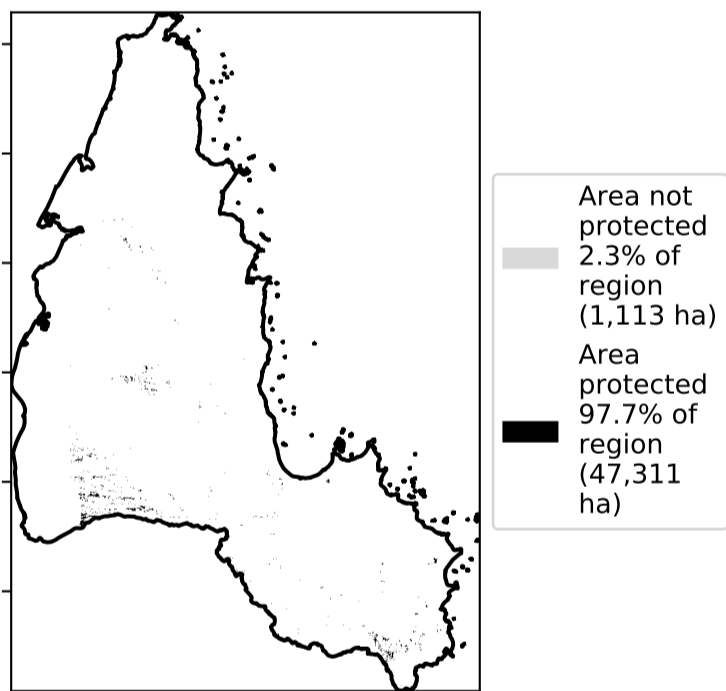 Area not
protected
2.3% of
region
(1,113 ha)
Area
protected
97.7% of
region
(47,311
ha)